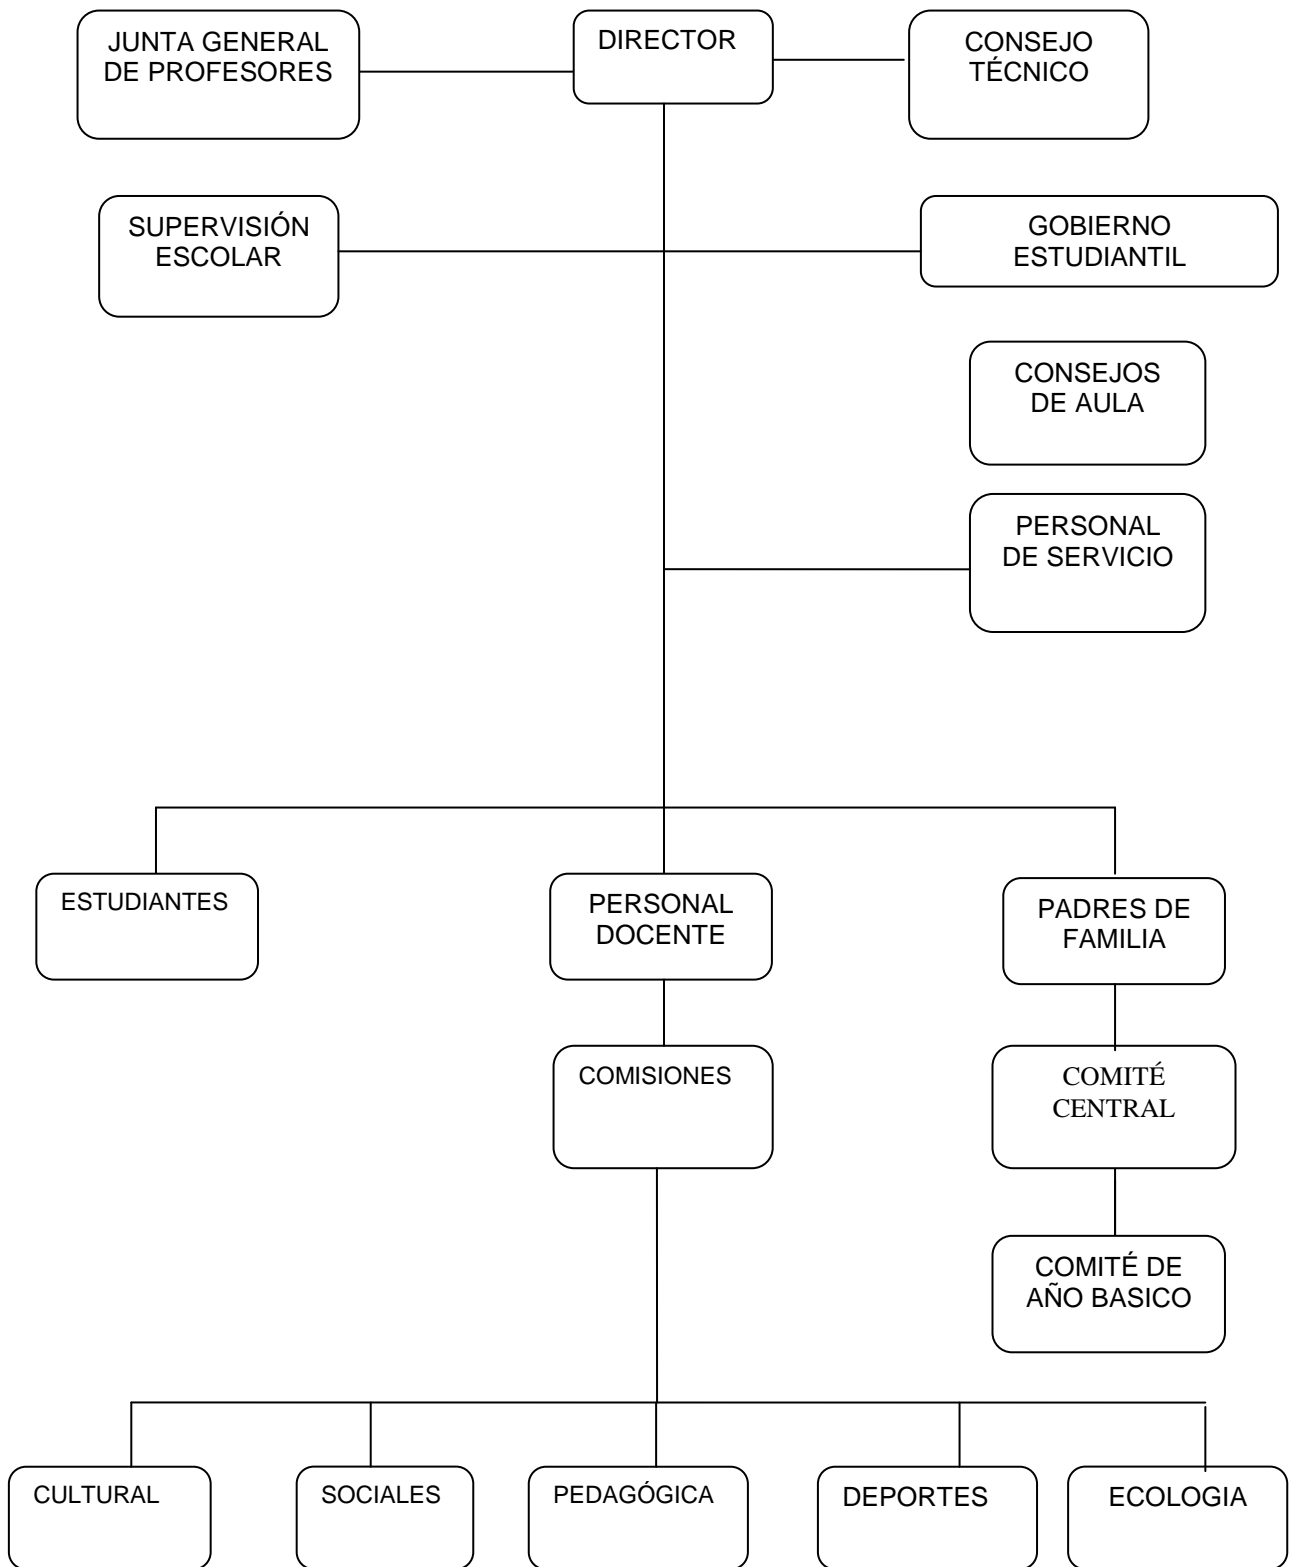 JUNTA GENERAL
DE PROFESORES
DIRECTOR
CONSEJO
TÉCNICO
SUPERVISIÓN
ESCOLAR
GOBIERNO
ESTUDIANTIL
CONSEJOS
DE AULA
PERSONAL
DE SERVICIO
ESTUDIANTES
PERSONAL
DOCENTE
PADRES DE
FAMILIA
COMISIONES
COMITÉ
CENTRAL
COMITÉ DE
AÑO BASICO
CULTURAL
SOCIALES
PEDAGÓGICA
DEPORTES
ECOLOGIA